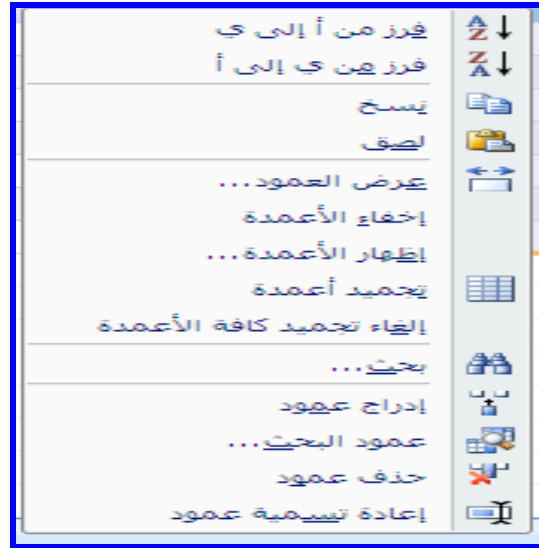 فرز من أ إلى ي
فرز من ي إلى أ
نسخ
لصق
عرض العمود...
إخفاء الأعمدة
إظهار الأعمدة...
تجميد أعمدة
إلغاء تجميد كافة الأعمدة
بحث...
إدراج عمود
عمود البحث...
حذف عمود
إعادة تسمية عمود